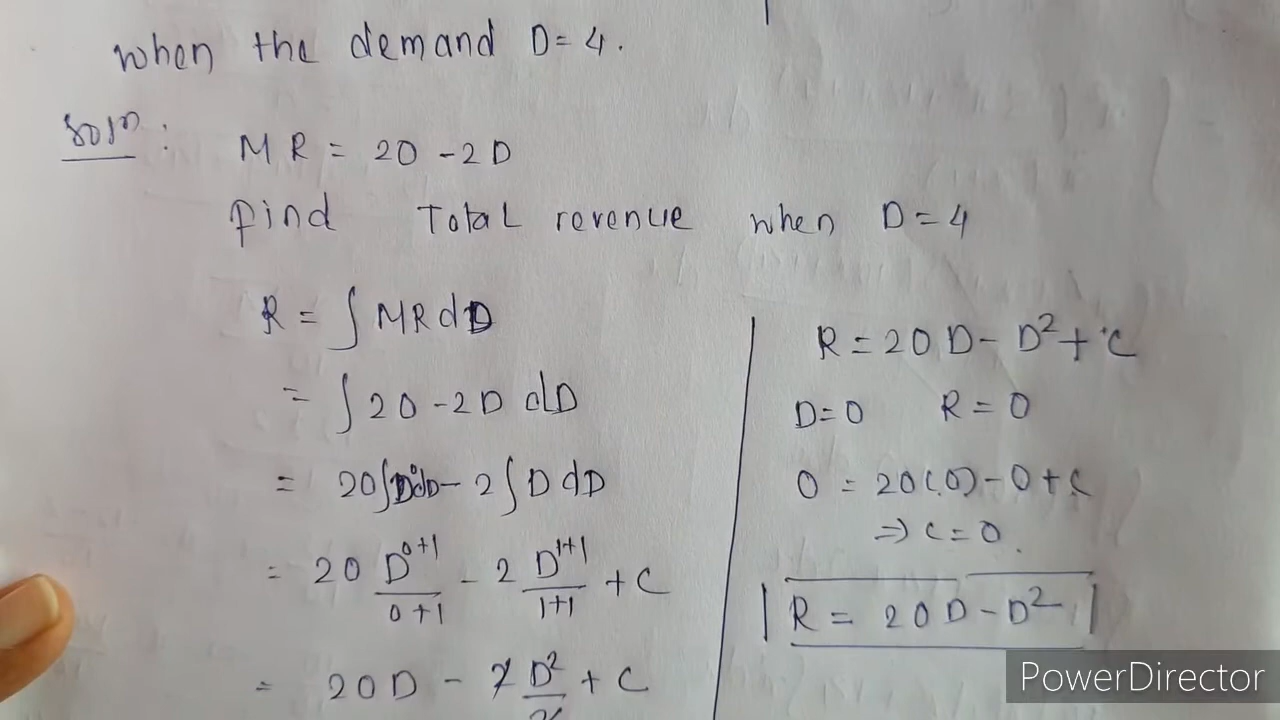 when the demand D=4.
Soln :
MR = 20 - 2D
find Total revenue when D=4
R = ∫ MR dD
= ∫ 20 - 2D dD
= 20∫D⁰dD - 2∫D dD
= 20 D^(0+1)/(0+1) - 2 D^(1+1)/(1+1) + C
= 20D - 2 D²/2 + C
R = 20D - D² + C
D=0 R=0
0 = 20(0) - 0 + C
⇒ C = 0.
R = 20D - D²
PowerDirector